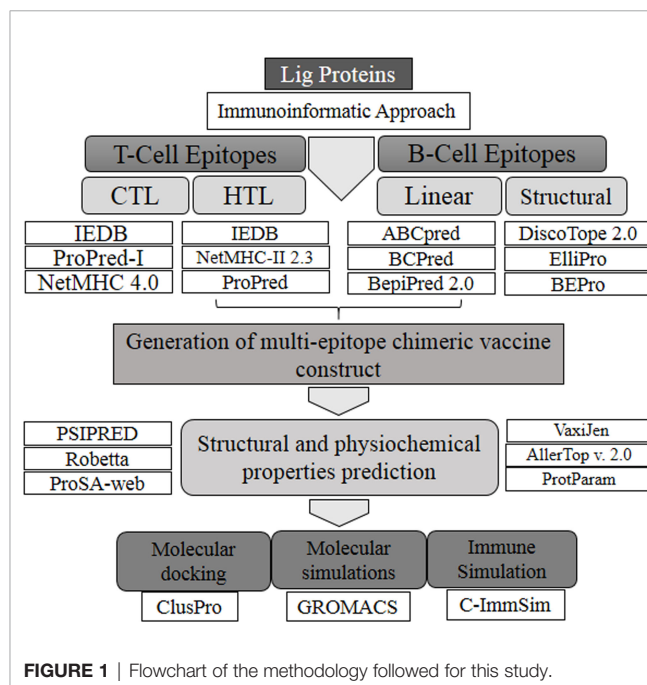 Lig Proteins
Immunoinformatic Approach
T-Cell Epitopes
B-Cell Epitopes
CTL
HTL
Linear
Structural
IEDB
ProPred-I
NetMHC 4.0
IEDB
NetMHC-II 2.3
ProPred
ABCpred
BCPred
BepiPred 2.0
DiscoTope 2.0
ElliPro
BEPro
Generation of multi-epitope chimeric vaccine
construct
PSIPRED
Robetta
ProSA-web
Structural and physiochemical
properties prediction
VaxiJen
AllerTop v. 2.0
ProtParam
Molecular
docking
Molecular
simulations
Immune
Simulation
ClusPro
GROMACS
C-ImmSim
FIGURE 1 | Flowchart of the methodology followed for this study.